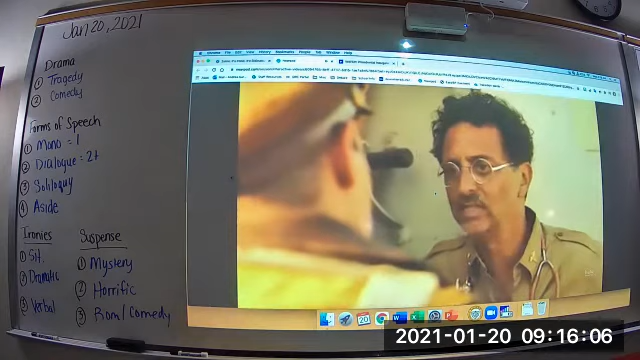 Jan 20, 2021
Drama
① Tragedy
② Comedy
Forms of Speech
① Mono = 1
② Dialogue = 2+
③ Soliloquy
④ Aside
Ironies
① Sit.
② Dramatic
③ Verbal
Suspense
① Mystery
② Horrific
③ Rom/Comedy
2021-01-20 09:16:06